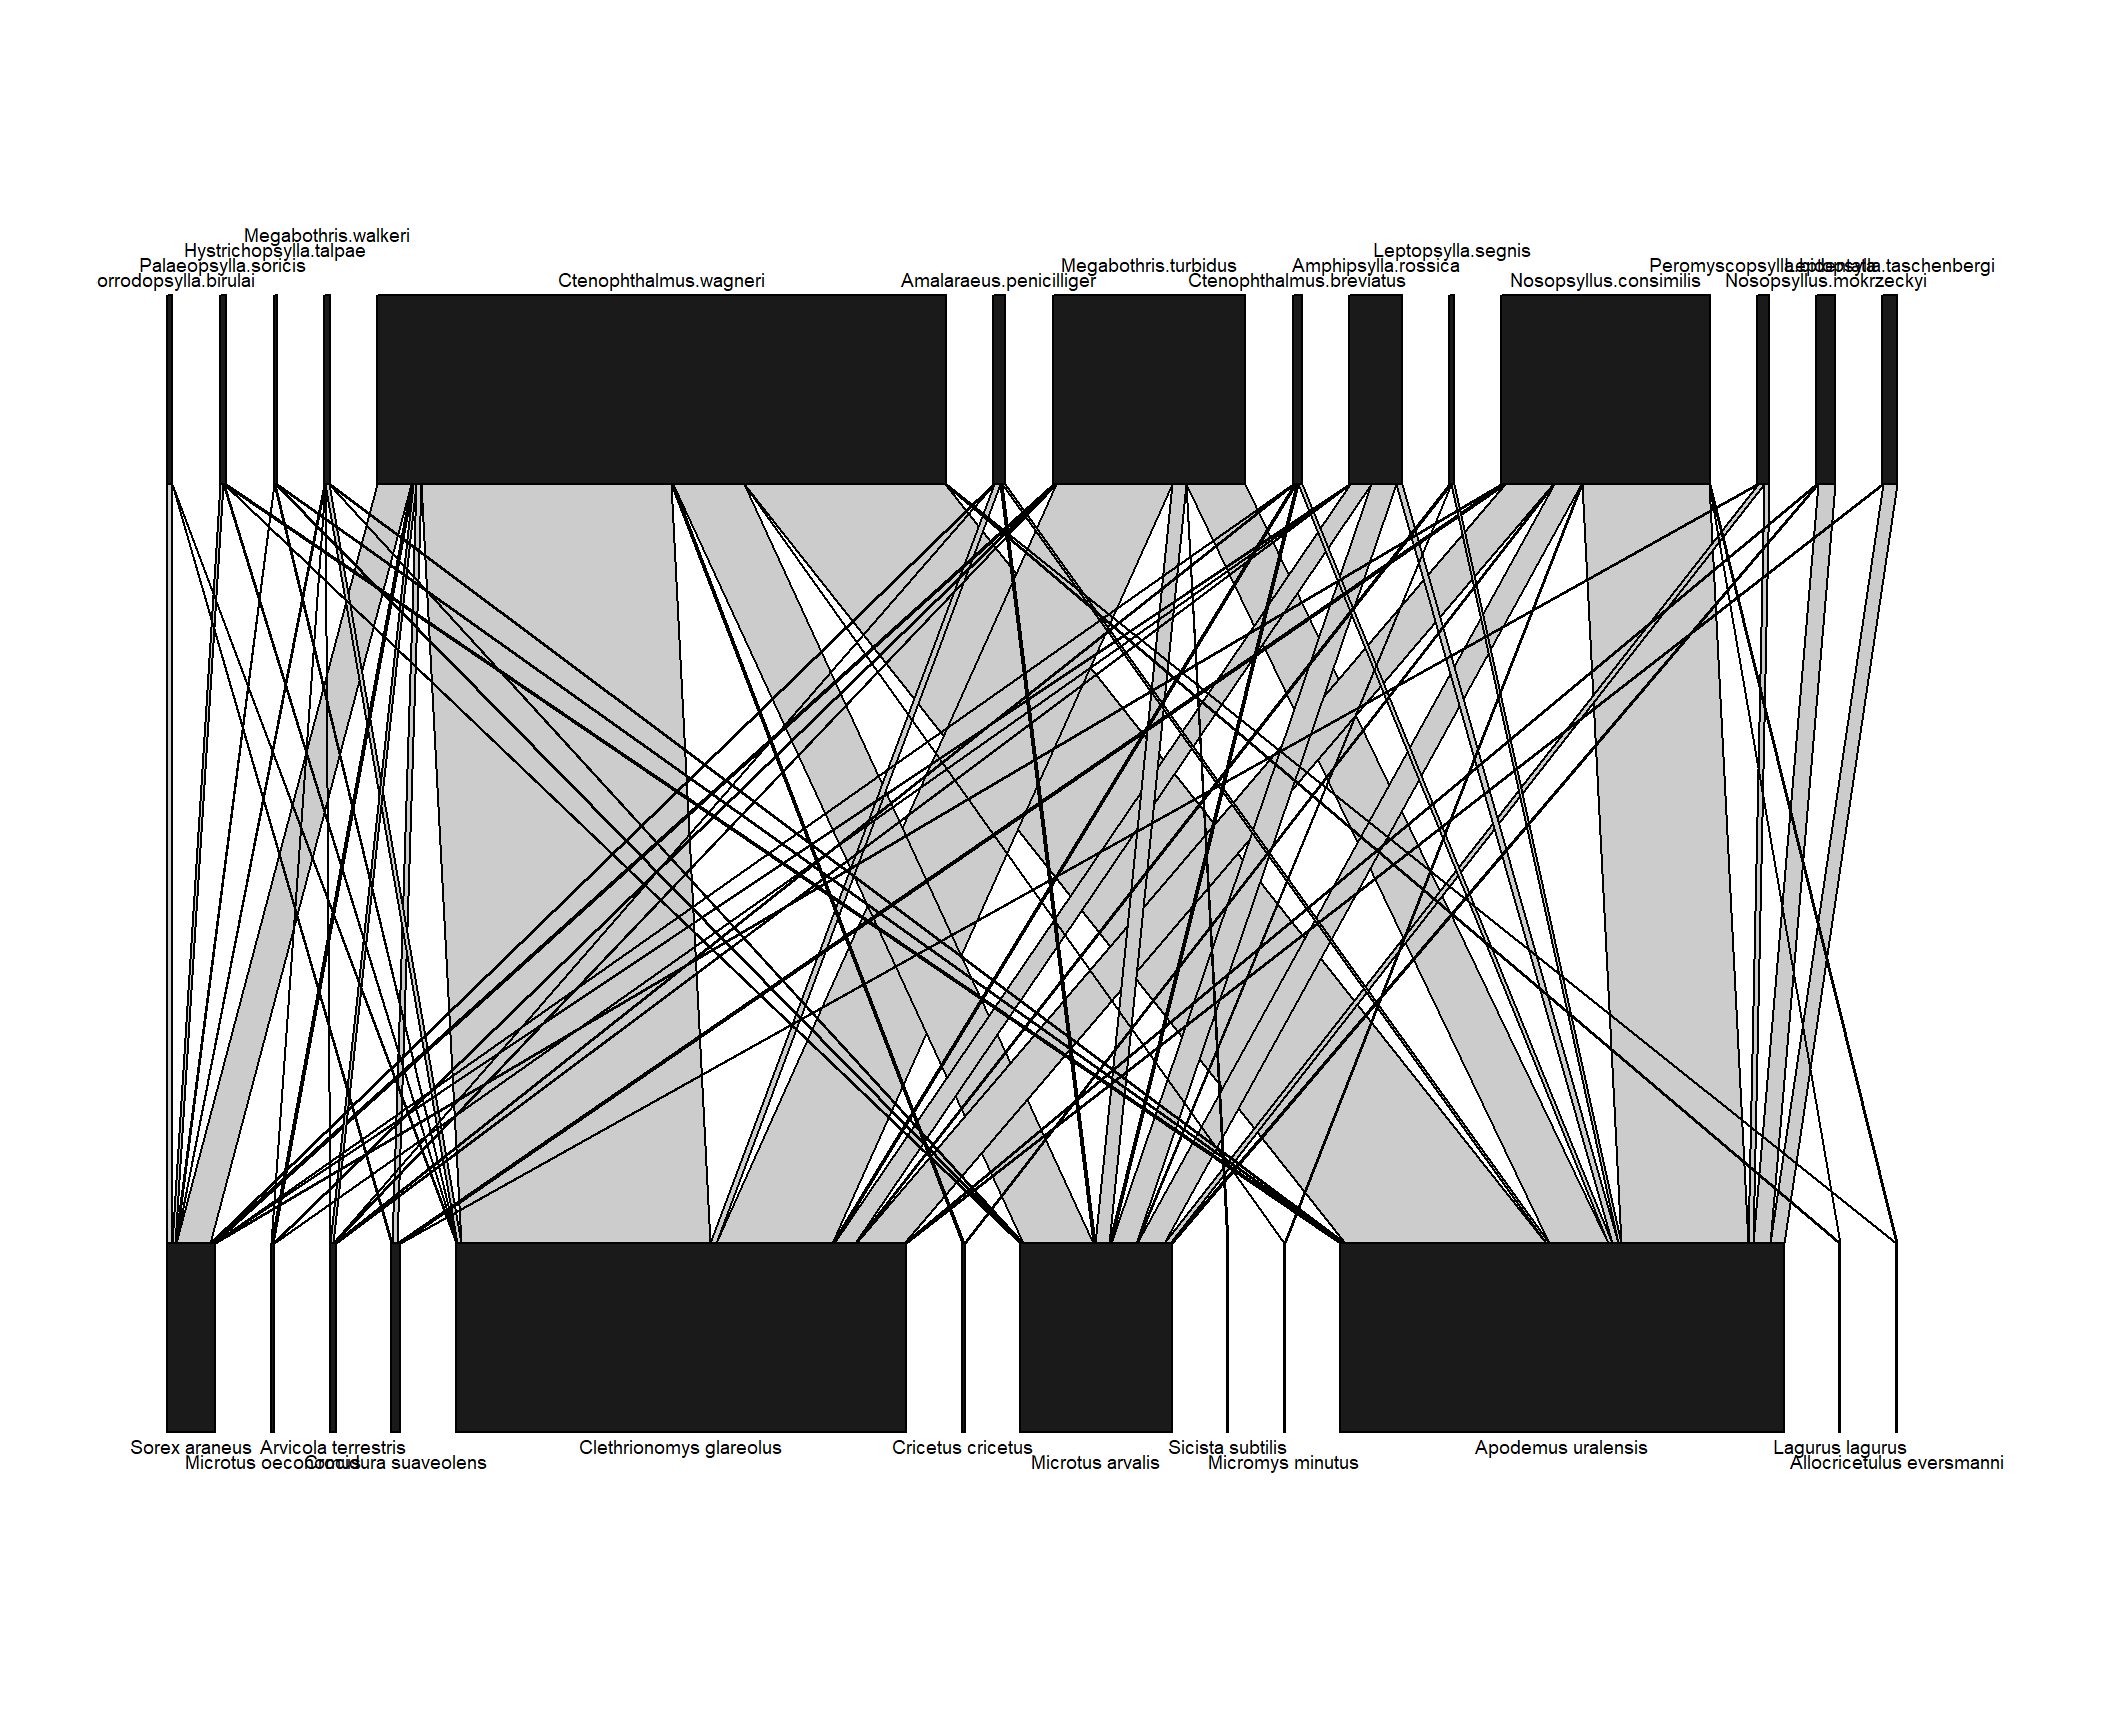 Megabothris.walkeri
Hystrichopsylla.talpae
Leptopsylla.segnis
Palaeopsylla.soricis
Megabothris.turbidus
Amphipsylla.rossica
Peromyscopsylla.bidentata
Leptopsylla.taschenbergi
orrodopsylla.birulai
Ctenophthalmus.wagneri
Amalaraeus.penicilliger
Ctenophthalmus.breviatus
Nosopsyllus.consimilis
Nosopsyllus.mokrzeckyi
Sorex araneus
Arvicola terrestris
Clethrionomys glareolus
Cricetus cricetus
Sicista subtilis
Apodemus uralensis
Lagurus lagurus
Microtus oeconomus
Crocidura suaveolens
Microtus arvalis
Micromys minutus
Allocricetulus eversmanni